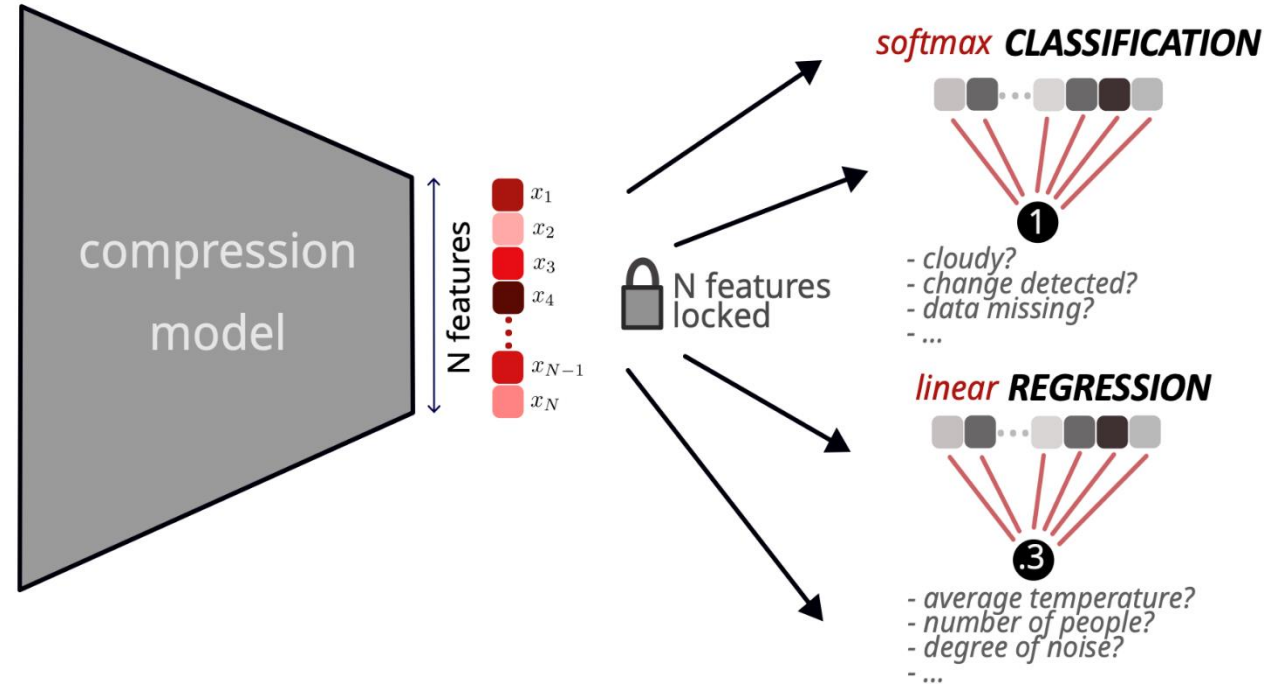 compression
model
N features
x1
x2
x3
x4
xN−1
xN
N features
locked
softmax CLASSIFICATION
1
- cloudy?
- change detected?
- data missing?
- ...
linear REGRESSION
.3
- average temperature?
- number of people?
- degree of noise?
- ...